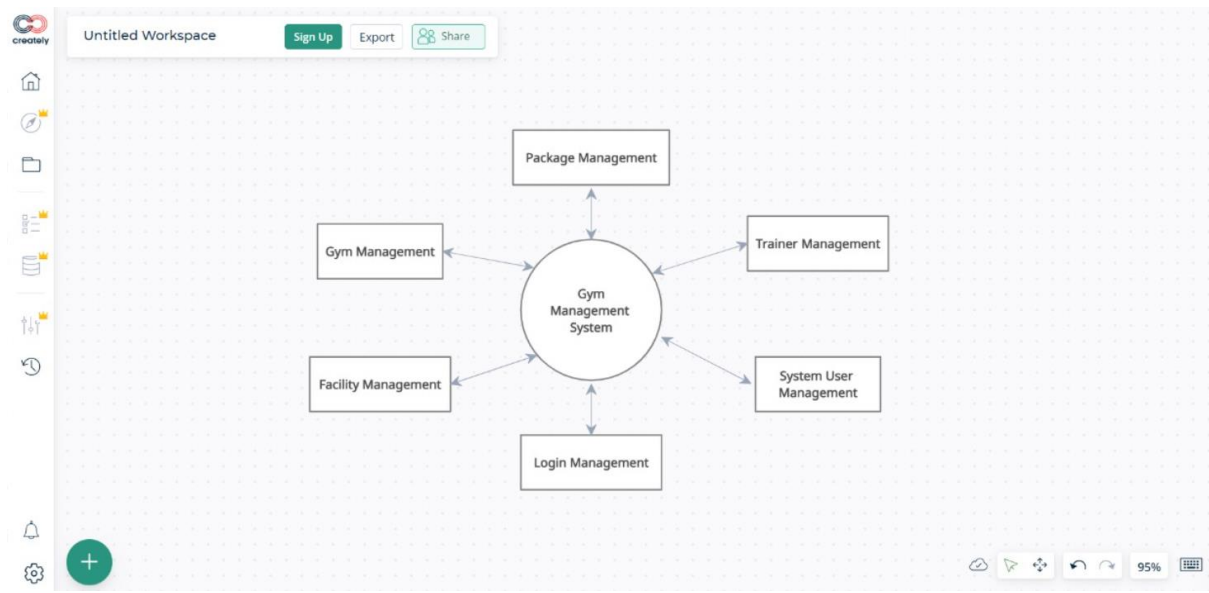 creately
Untitled Workspace
Sign Up
Export
Share
Package Management
Gym Management
Trainer Management
Gym
Management
System
Facility Management
System User
Management
Login Management
95%